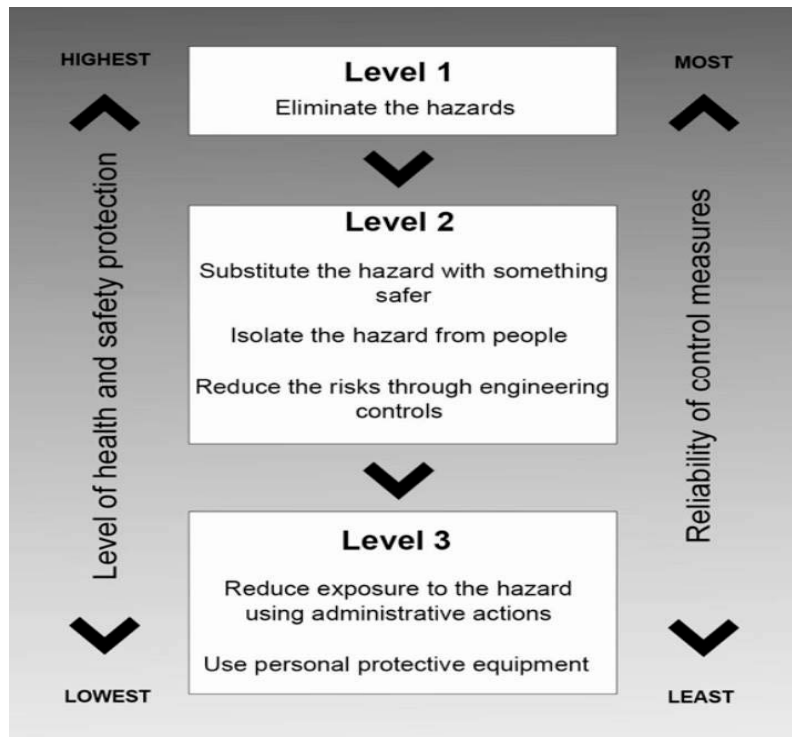 HIGHEST
MOST
Level 1
Eliminate the hazards
Level of health and safety protection
Reliability of control measures
Level 2
Substitute the hazard with something
safer
Isolate the hazard from people
Reduce the risks through engineering
controls
Level 3
Reduce exposure to the hazard
using administrative actions
Use personal protective equipment
LOWEST
LEAST